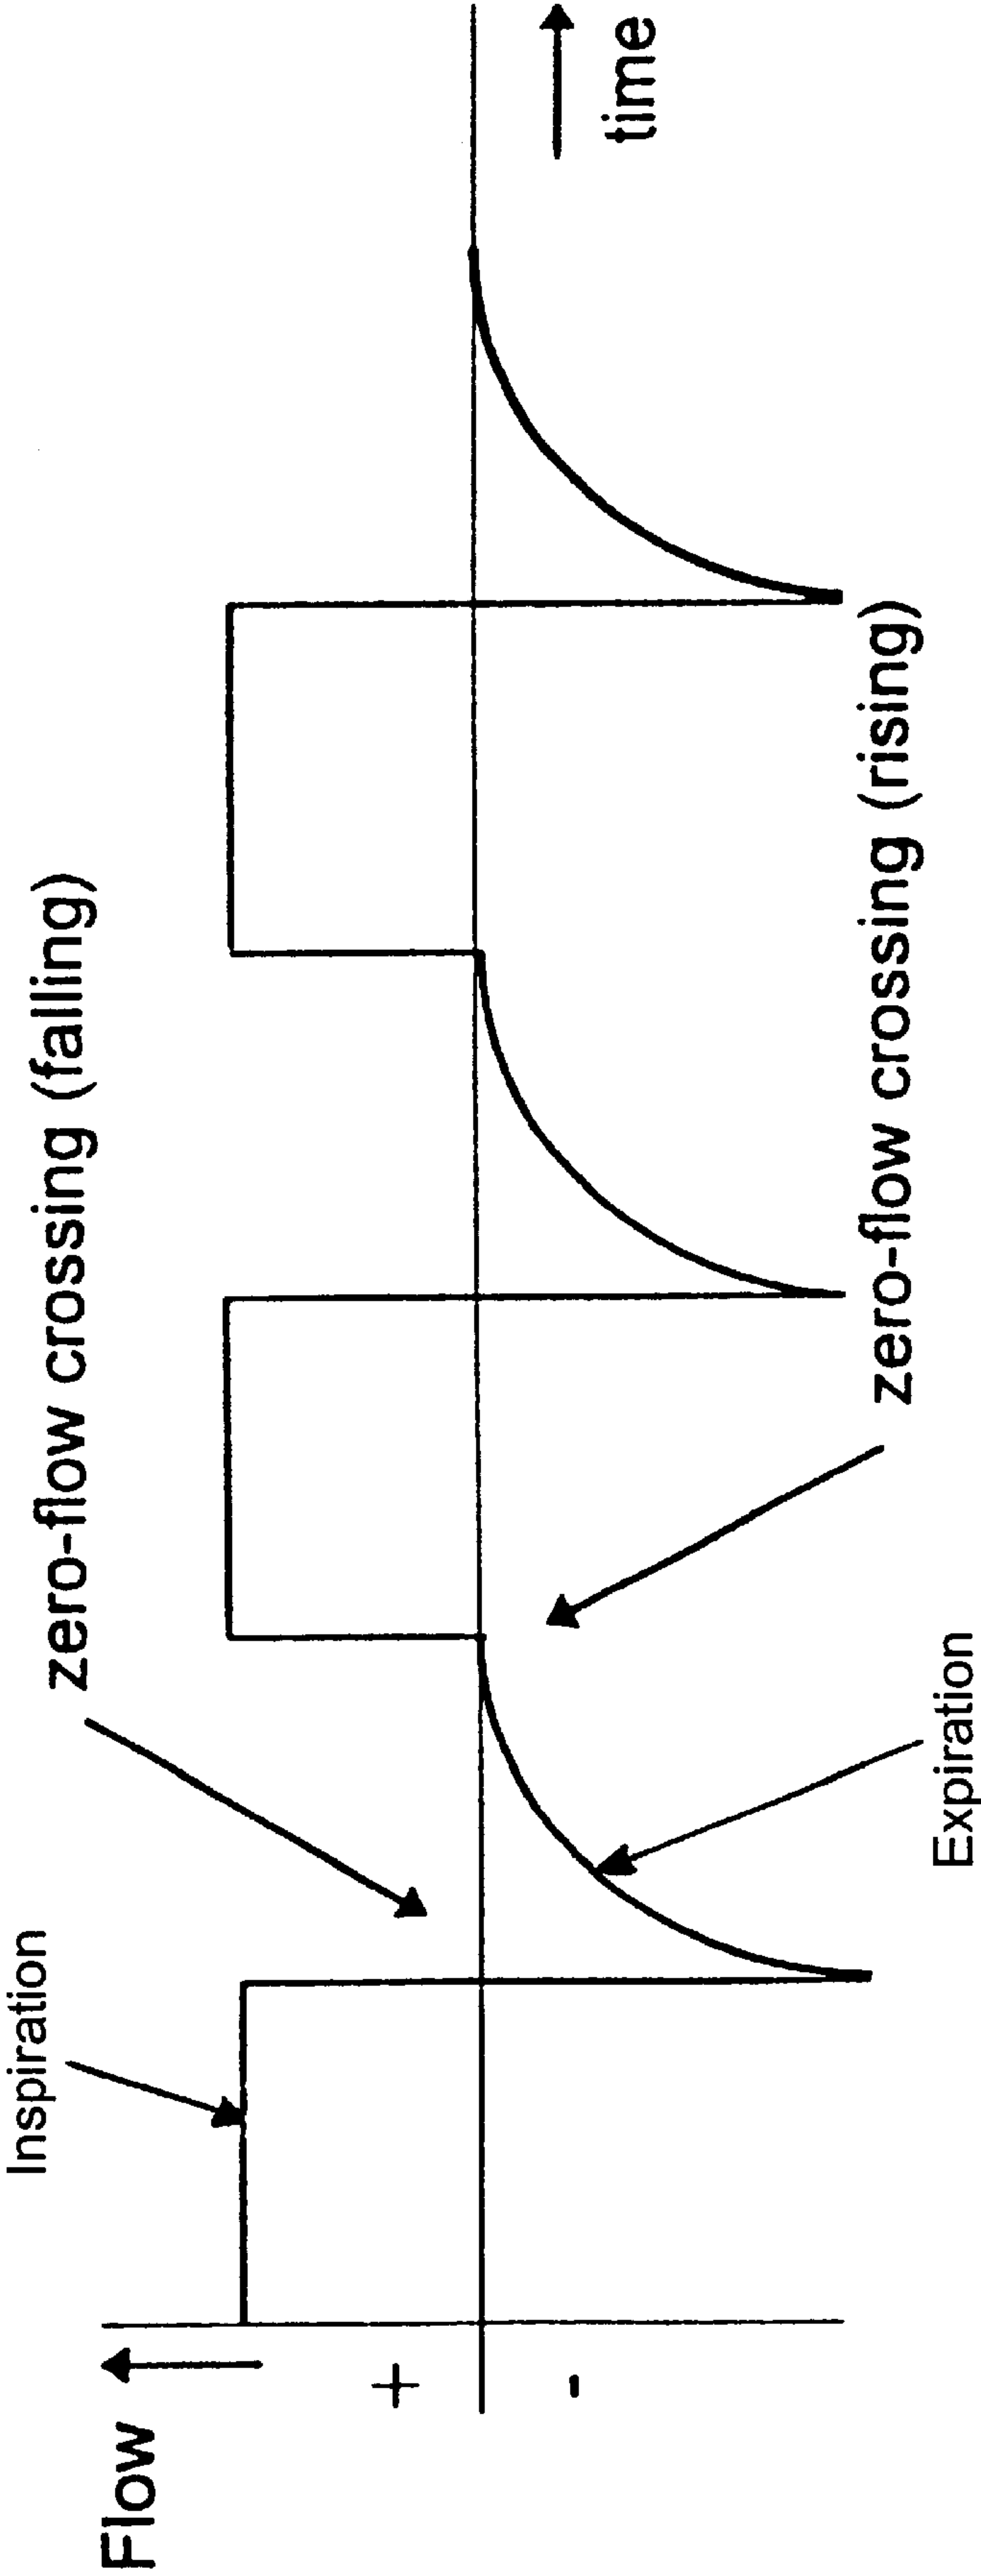 Inspiration
zero-flow crossing (falling)
Flow
+
-
time
zero-flow crossing (rising)
Expiration